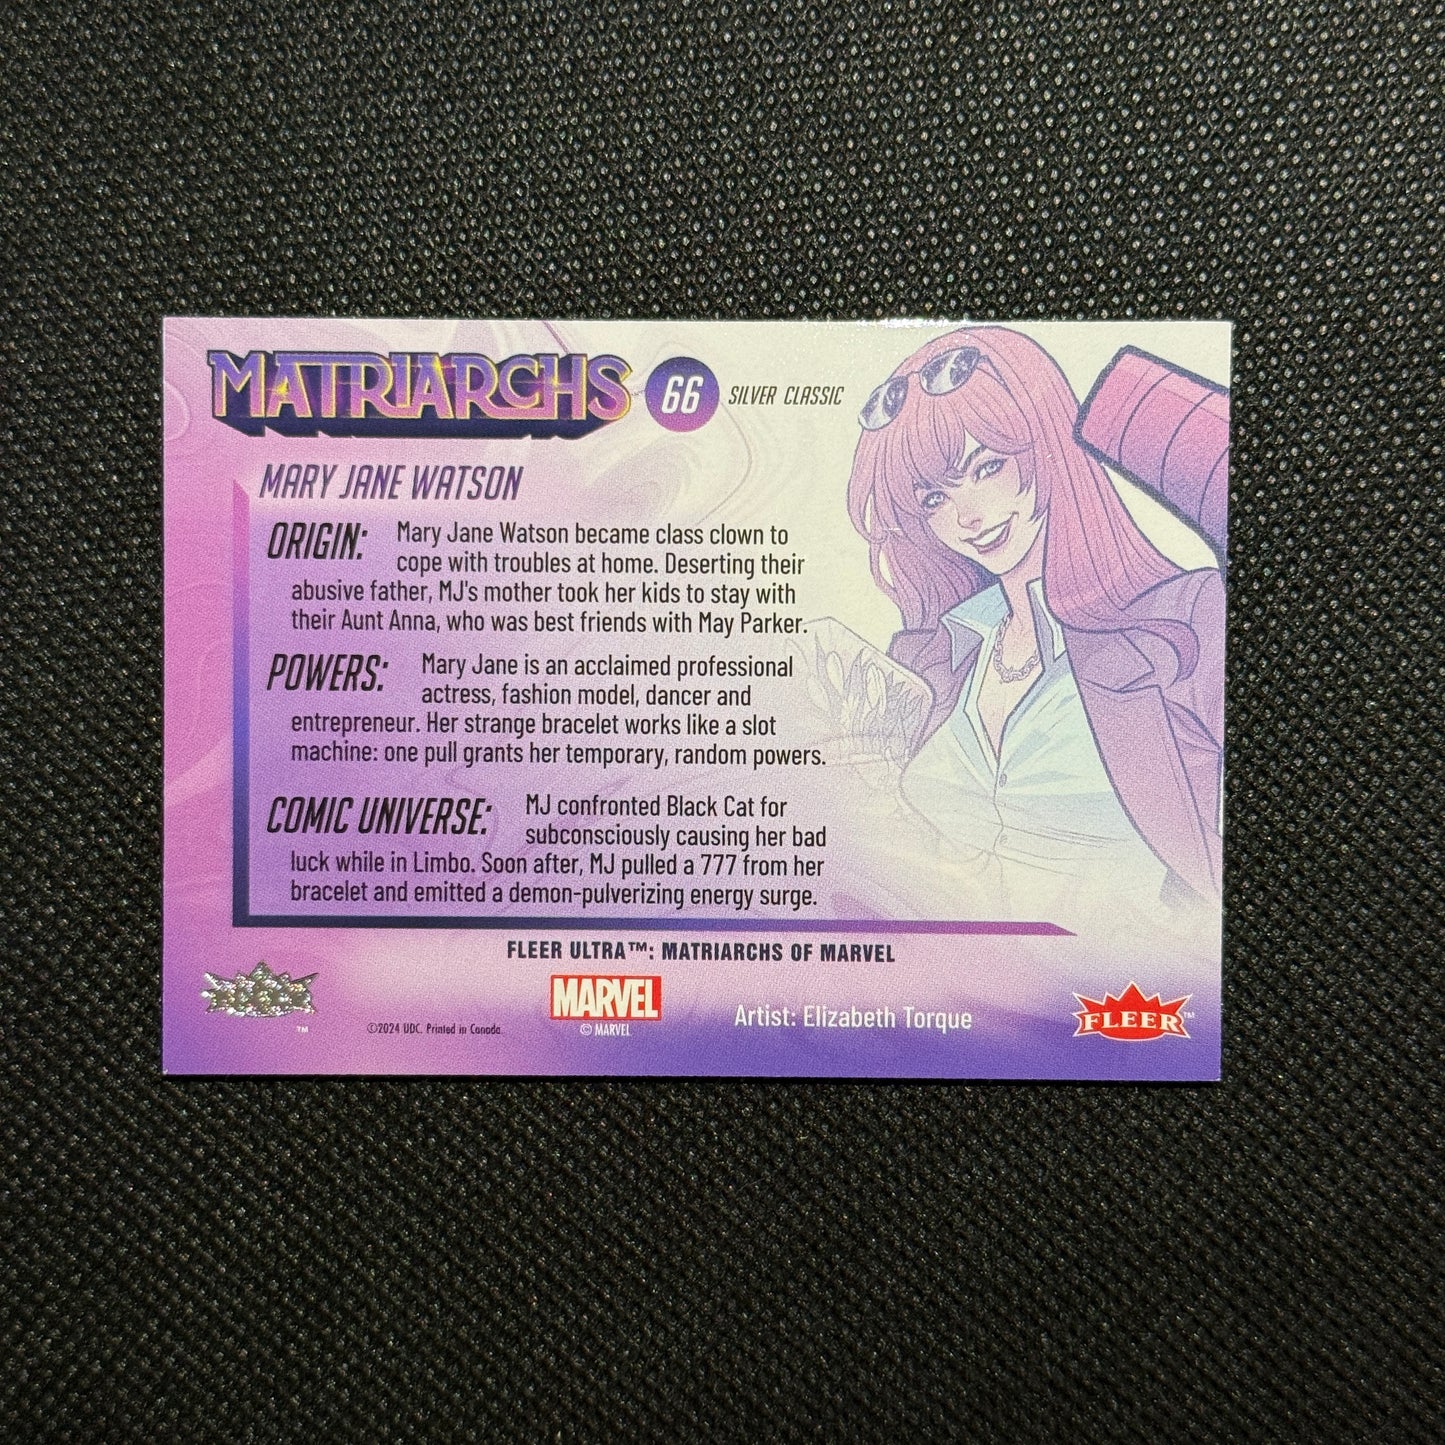 MATRIARCHS 66 SILVER CLASSIC
MARY JANE WATSON
ORIGIN: Mary Jane Watson became class clown to
cope with troubles at home. Deserting their
abusive father, MJ's mother took her kids to stay with
their Aunt Anna, who was best friends with May Parker.
POWERS: Mary Jane is an acclaimed professional
actress, fashion model, dancer and
entrepreneur. Her strange bracelet works like a slot
machine: one pull grants her temporary, random powers.
COMIC UNIVERSE: MJ confronted Black Cat for
subconsciously causing her bad
luck while in Limbo. Soon after, MJ pulled a 777 from her
bracelet and emitted a demon-pulverizing energy surge.
FLEER ULTRA™: MATRIARCHS OF MARVEL
FLEER ™
©2024 UDC. Printed in Canada.
MARVEL
© MARVEL
Artist: Elizabeth Torque
FLEER™